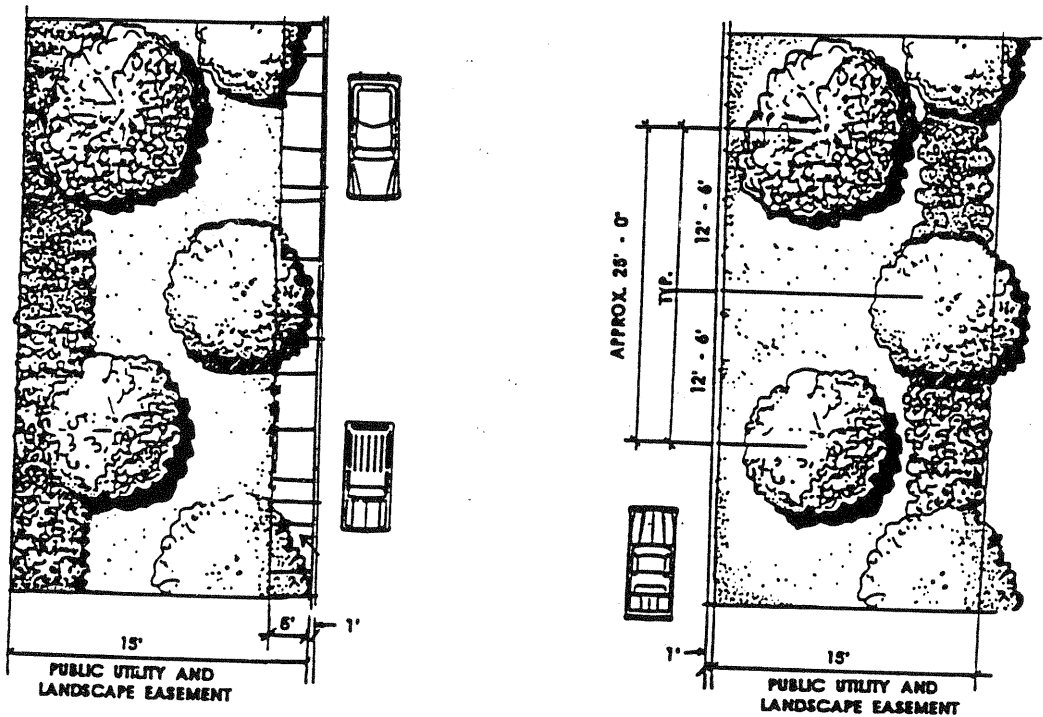 12' - 6"
APPROX. 25' - 0"
TYP.
12' - 6"
5'
1'
15'
PUBLIC UTILITY AND
LANDSCAPE EASEMENT
1'
15'
PUBLIC UTILITY AND
LANDSCAPE EASEMENT